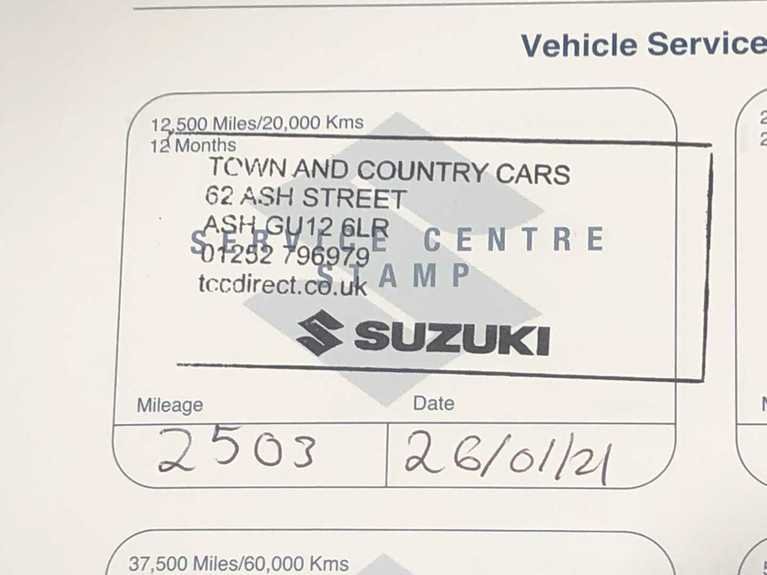 Vehicle Service
12,500 Miles/20,000 Kms
12 Months
TOWN AND COUNTRY CARS
62 ASH STREET
ASH GU12 6LR
SERVICE CENTRE
01252 796979
STAMP
tccdirect.co.uk
SUZUKI
Mileage
Date
2503
26/01/21
37,500 Miles/60,000 Kms